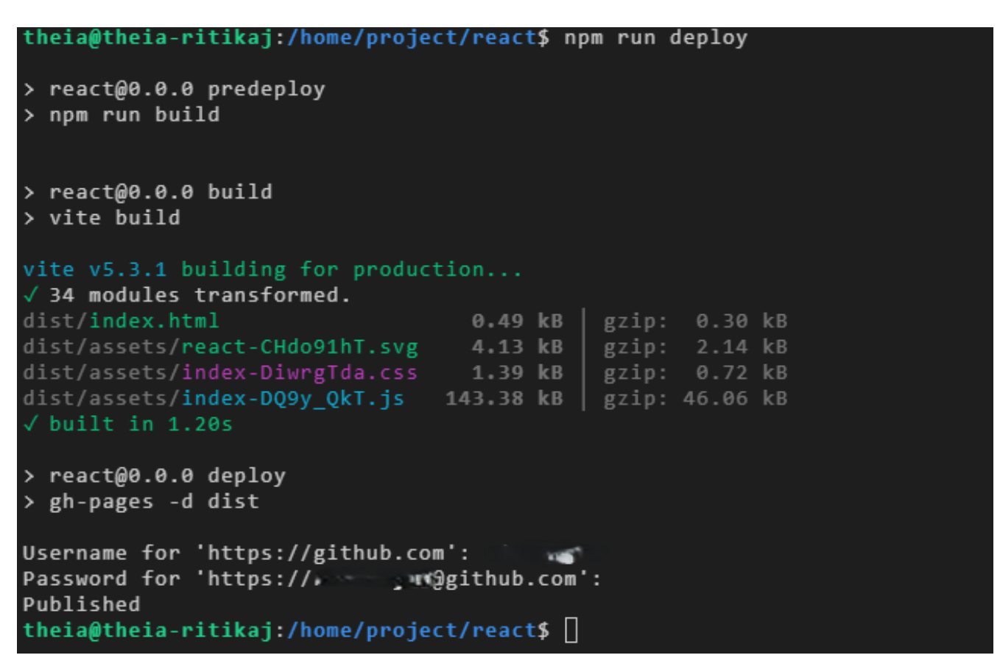 theia@theia-ritikaj:/home/project/react$ npm run deploy
> react@0.0.0 predeploy
> npm run build
> react@0.0.0 build
> vite build
vite v5.3.1 building for production...
✓ 34 modules transformed.
dist/index.html 0.49 kB │ gzip: 0.30 kB
dist/assets/react-CHdo91hT.svg 4.13 kB │ gzip: 2.14 kB
dist/assets/index-DiwrgTda.css 1.39 kB │ gzip: 0.72 kB
dist/assets/index-DQ9y_QkT.js 143.38 kB │ gzip: 46.06 kB
✓ built in 1.20s
> react@0.0.0 deploy
> gh-pages -d dist
Username for 'https://github.com':
Password for 'https://@github.com':
Published
theia@theia-ritikaj:/home/project/react$